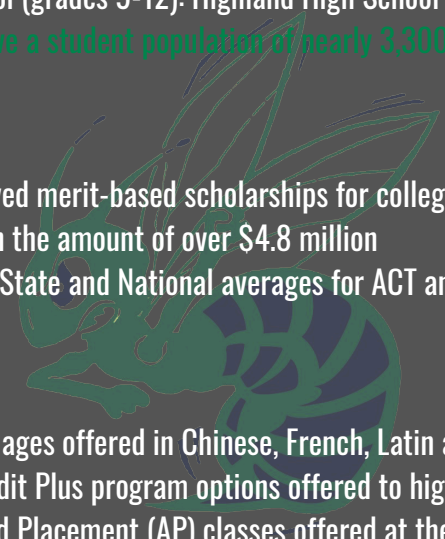 (grades 9-12): Highland High School
ve a student population of nearly 3,300
ved merit-based scholarships for colleg
n the amount of over $4.8 million
State and National averages for ACT an
ages offered in Chinese, French, Latin a
dit Plus program options offered to hig
d Placement (AP) classes offered at the